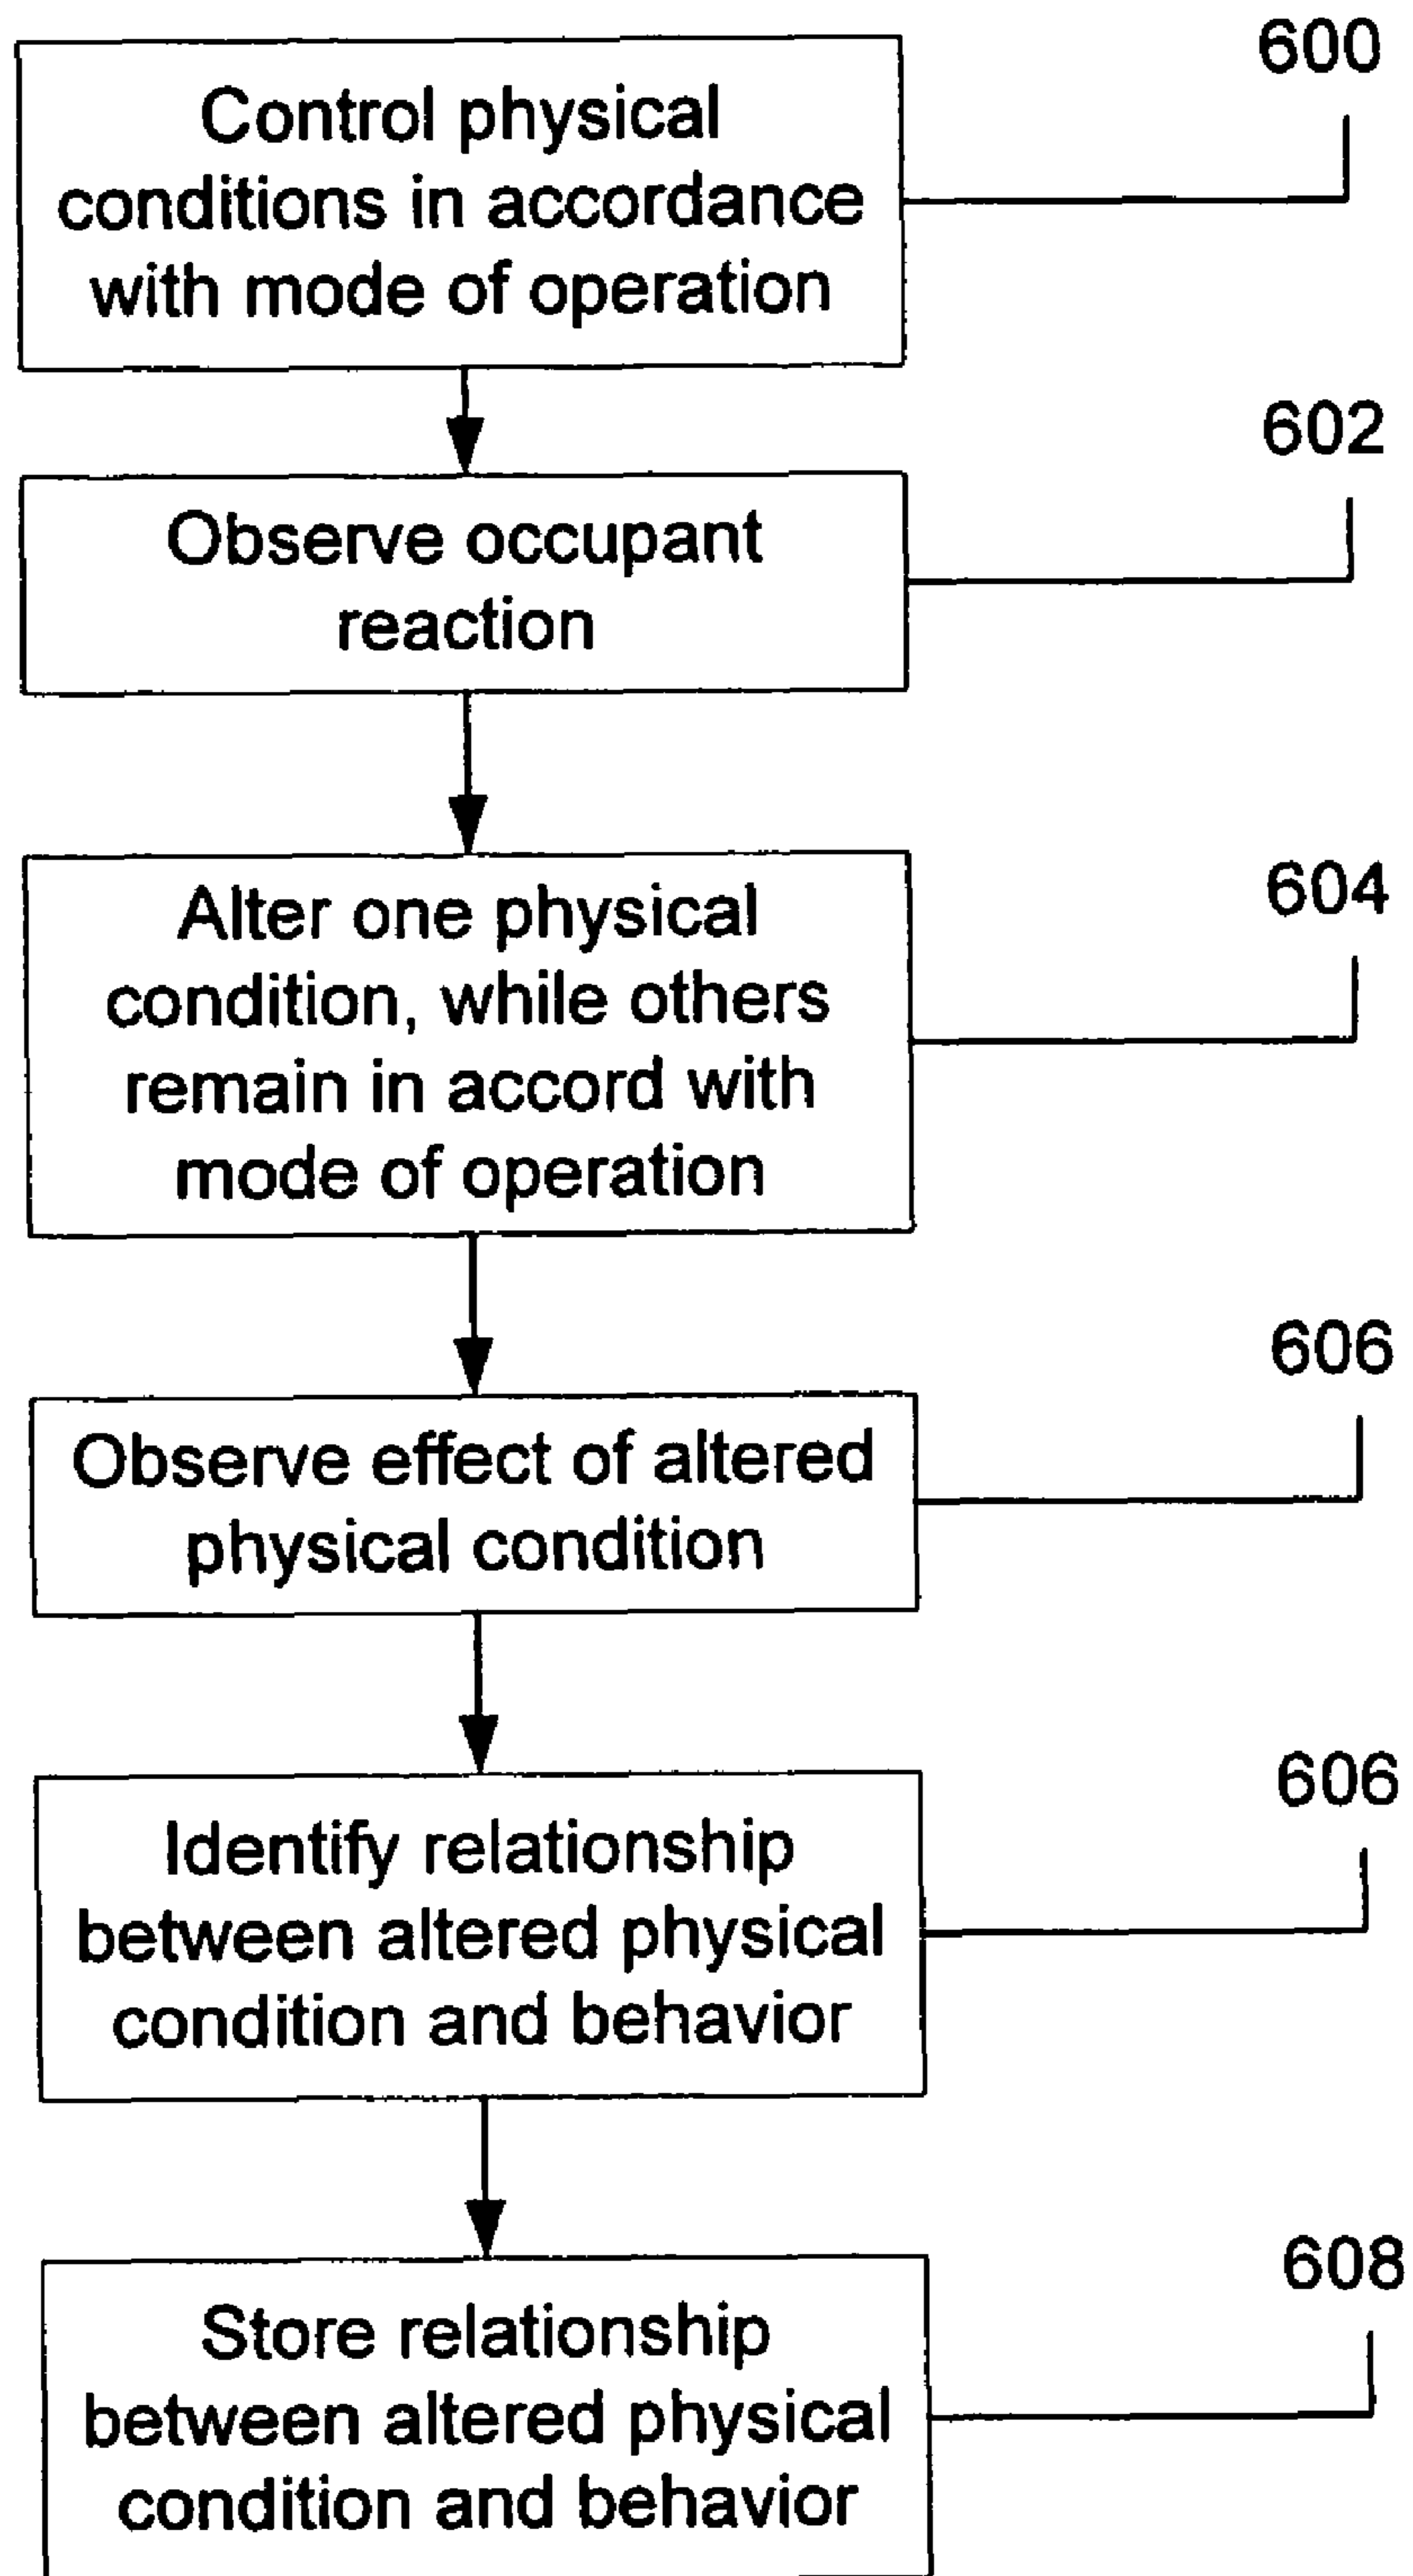 600
Control physical
conditions in accordance
with mode of operation
602
Observe occupant
reaction
604
Alter one physical
condition, while others
remain in accord with
mode of operation
606
Observe effect of altered
physical condition
606
Identify relationship
between altered physical
condition and behavior
608
Store relationship
between altered physical
condition and behavior